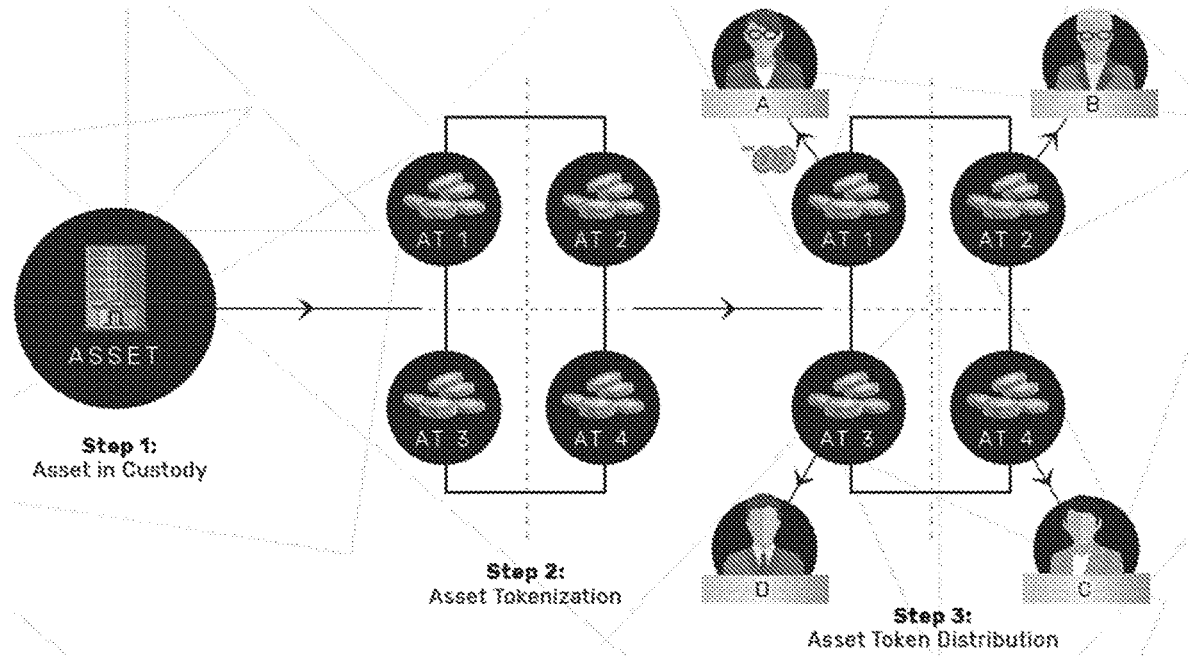 ASSET
Step 1:
Asset in Custody
AT 1
AT 2
AT 3
AT 4
Step 2:
Asset Tokenization
A
B
AT 1
AT 2
AT 3
AT 4
D
C
Step 3:
Asset Token Distribution